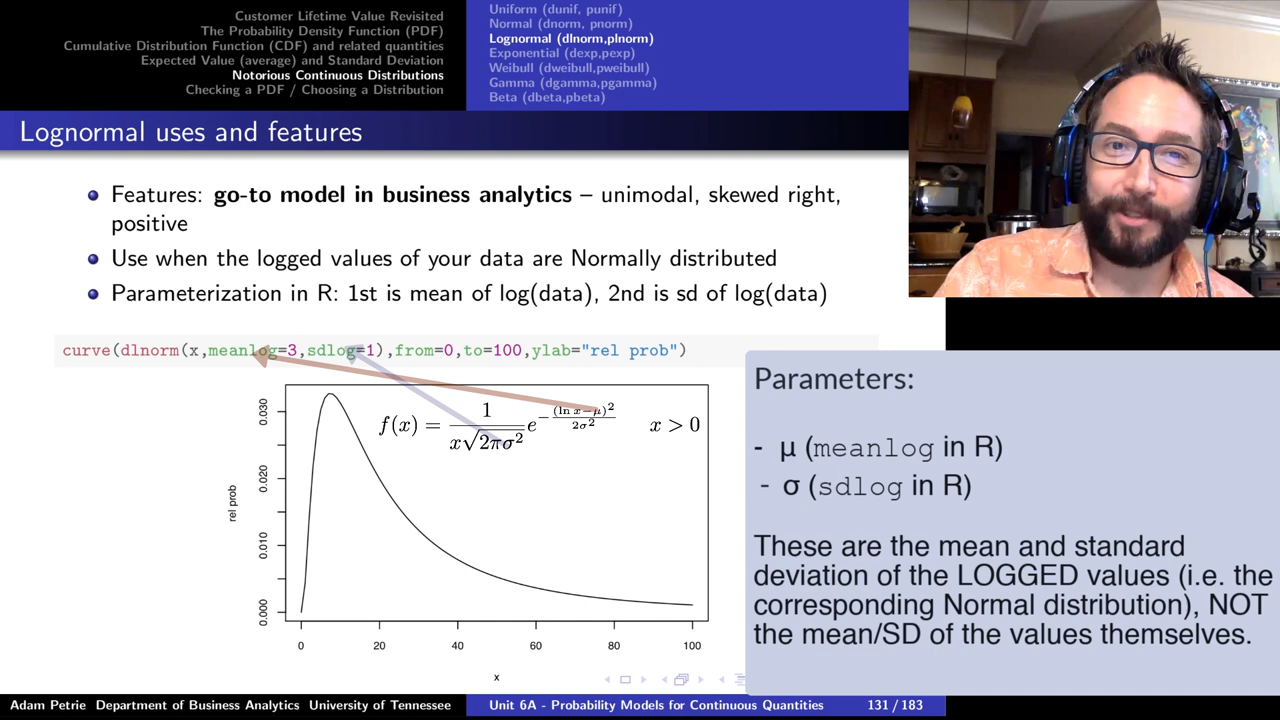 Customer Lifetime Value Revisited
The Probability Density Function (PDF)
Cumulative Distribution Function (CDF) and related quantities
Expected Value (average) and Standard Deviation
Notorious Continuous Distributions
Checking a PDF / Choosing a Distribution
Uniform (dunif, punif)
Normal (dnorm, pnorm)
Lognormal (dlnorm,plnorm)
Exponential (dexp,pexp)
Weibull (dweibull,pweibull)
Gamma (dgamma,pgamma)
Beta (dbeta,pbeta)
Lognormal uses and features
Features: go-to model in business analytics – unimodal, skewed right,
positive
Use when the logged values of your data are Normally distributed
Parameterization in R: 1st is mean of log(data), 2nd is sd of log(data)
curve(dlnorm(x,meanlog=3,sdlog=1),from=0,to=100,ylab="rel prob")
f(x) = 1/(x√(2πσ²)) e^(−(ln x−μ)²/(2σ²)) x > 0
rel prob
0.030
0.020
0.010
0.000
0 20 40 60 80 100
x
Parameters:
- μ (meanlog in R)
- σ (sdlog in R)
These are the mean and standard
deviation of the LOGGED values (i.e. the
corresponding Normal distribution), NOT
the mean/SD of the values themselves.
Adam Petrie Department of Business Analytics University of Tennessee
Unit 6A - Probability Models for Continuous Quantities
131 / 183